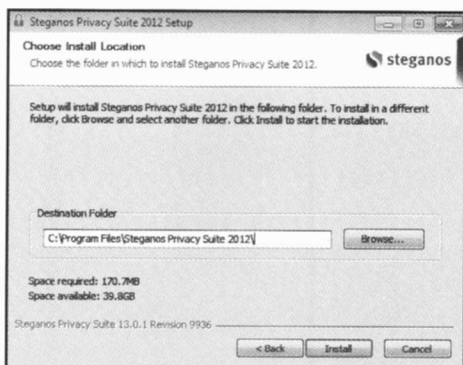 Steganos Privacy Suite 2012 Setup
Choose Install Location
Choose the folder in which to install Steganos Privacy Suite 2012.
steganos
Setup will install Steganos Privacy Suite 2012 in the following folder. To install in a different
folder, click Browse and select another folder. Click Install to start the installation.
Destination Folder
C:\Program Files\Steganos Privacy Suite 2012\
Browse...
Space required: 170.7MB
Space available: 39.8GB
Steganos Privacy Suite 13.0.1 Revision 9936
< Back
Install
Cancel